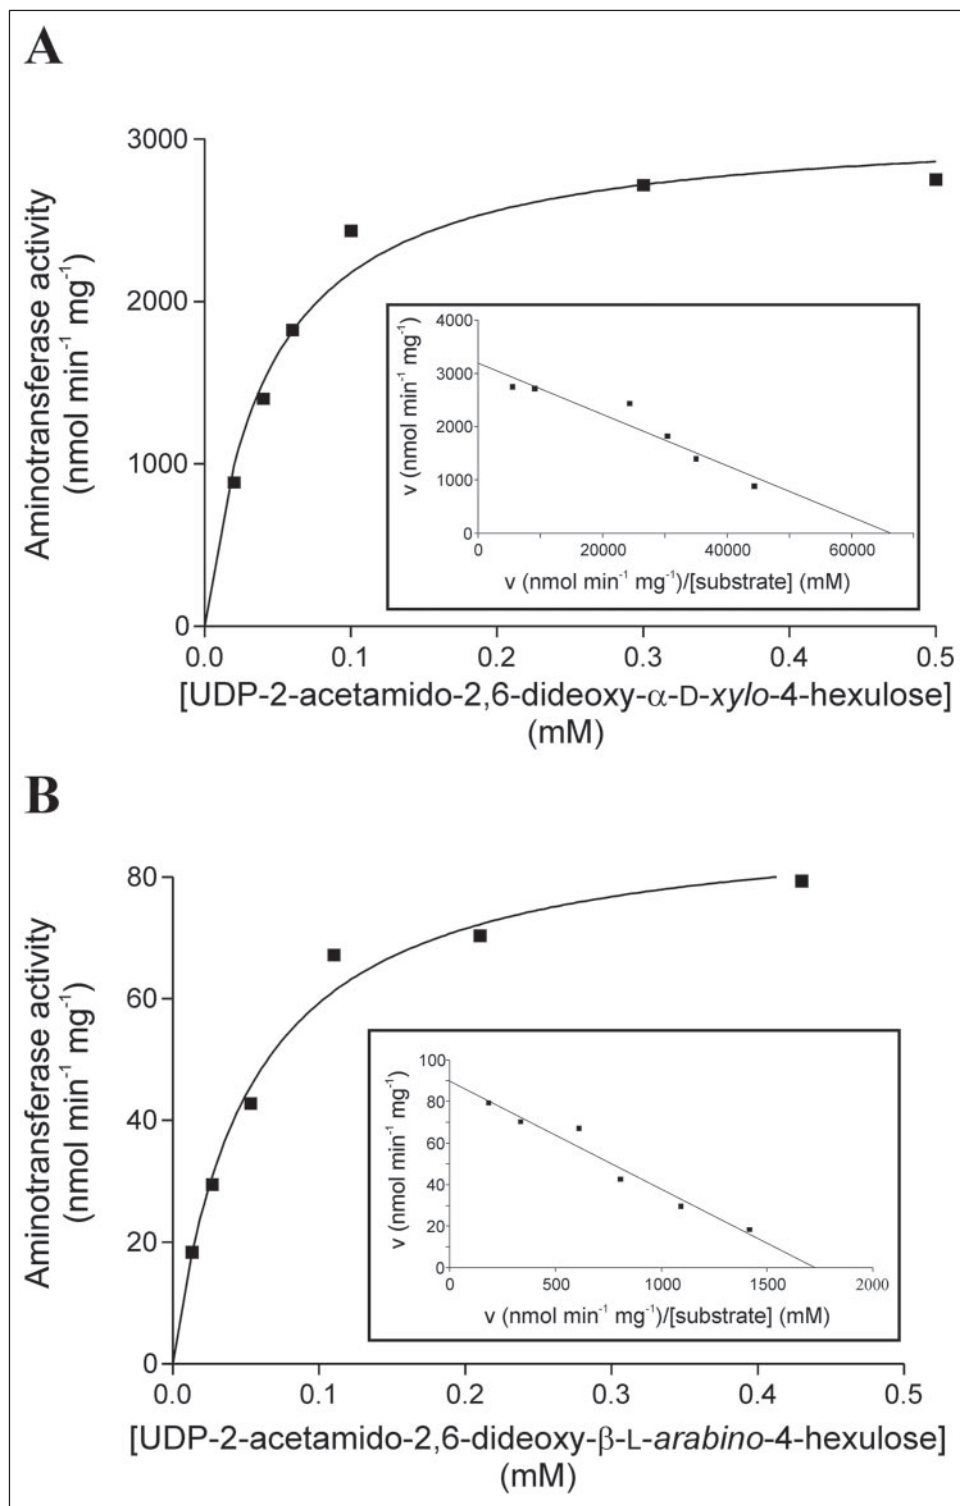 A
Aminotransferase activity
(nmol min⁻¹ mg⁻¹)
3000
2000
1000
0
0.0 0.1 0.2 0.3 0.4 0.5
[UDP-2-acetamido-2,6-dideoxy-α-D-xylo-4-hexulose]
(mM)
v (nmol min⁻¹ mg⁻¹)
4000
3000
2000
1000
0
0 20000 40000 60000
v (nmol min⁻¹ mg⁻¹)/[substrate] (mM)
B
Aminotransferase activity
(nmol min⁻¹ mg⁻¹)
80
60
40
20
0
0.0 0.1 0.2 0.3 0.4 0.5
[UDP-2-acetamido-2,6-dideoxy-β-L-arabino-4-hexulose]
(mM)
v (nmol min⁻¹ mg⁻¹)
100
80
60
40
20
0
0 500 1000 1500 2000
v (nmol min⁻¹ mg⁻¹)/[substrate] (mM)